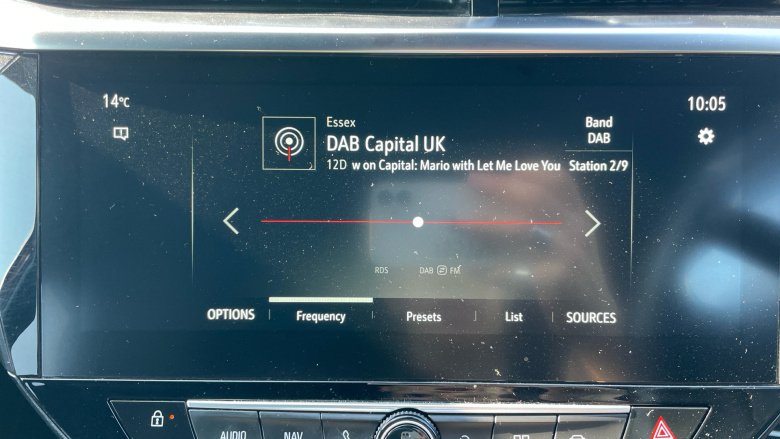 14°C
10:05
Essex
DAB Capital UK
12D w on Capital: Mario with Let Me Love You
Band
DAB
Station 2/9
RDS
DAB FM
OPTIONS
Frequency
Presets
List
SOURCES
AUDIO
NAV